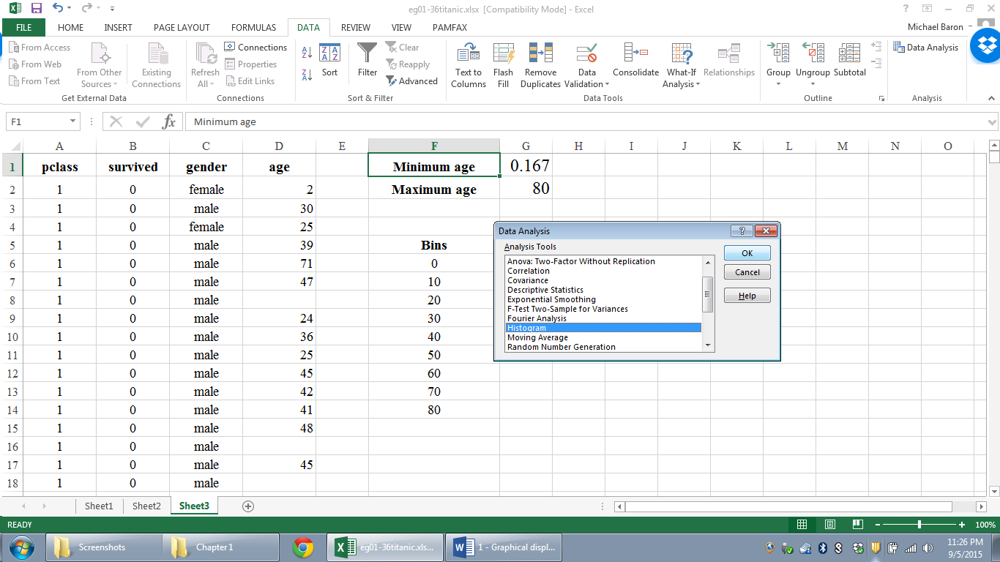 eg01-36titanic.xlsx [Compatibility Mode] - Excel
FILE HOME INSERT PAGE LAYOUT FORMULAS DATA REVIEW VIEW PAMFAX Michael Baron
From Access
From Web
From Text
From Other Sources
Existing Connections
Get External Data
Refresh All
Connections
Properties
Edit Links
Connections
Sort
Filter
Clear
Reapply
Advanced
Sort & Filter
Text to Columns
Flash Fill
Remove Duplicates
Data Validation
Consolidate
What-If Analysis
Relationships
Data Tools
Group
Ungroup
Subtotal
Outline
Data Analysis
Analysis
F1 fx Minimum age
A B C D E F G H I J K L M N O
1 pclass survived gender age Minimum age 0.167
2 1 0 female 2 Maximum age 80
3 1 0 male 30
4 1 0 female 25
5 1 0 male 39 Bins
6 1 0 male 71 0
7 1 0 male 47 10
8 1 0 male 20
9 1 0 male 24 30
10 1 0 male 36 40
11 1 0 male 25 50
12 1 0 male 45 60
13 1 0 male 42 70
14 1 0 male 41 80
15 1 0 male 48
16 1 0 male
17 1 0 male 45
18 1 0 male
Data Analysis
Analysis Tools
Anova: Two-Factor Without Replication
Correlation
Covariance
Descriptive Statistics
Exponential Smoothing
F-Test Two-Sample for Variances
Fourier Analysis
Histogram
Moving Average
Random Number Generation
OK
Cancel
Help
Sheet1 Sheet2 Sheet3
READY 100%
Screenshots Chapter 1 eg01-36titanic.xls... 1 - Graphical displ... 11:26 PM
9/5/2015